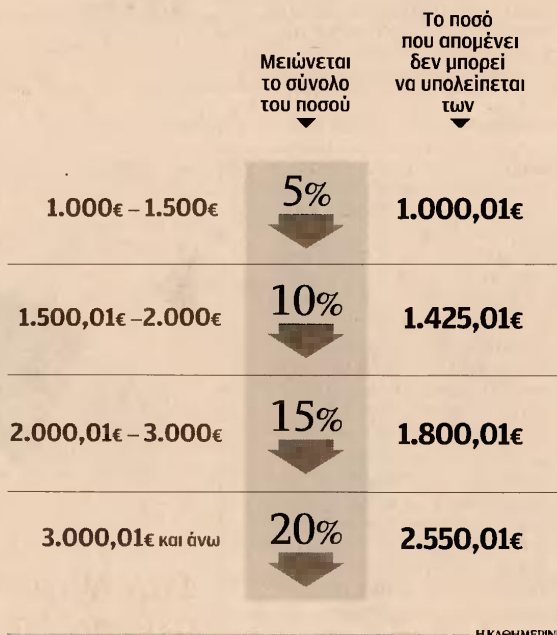 Μειώνεται
το σύνολο
του ποσού
Το ποσό
που απομένει
δεν μπορεί
να υπολείπεται
των
1.000€ – 1.500€ 5% 1.000,01€
1.500,01€ –2.000€ 10% 1.425,01€
2.000,01€ – 3.000€ 15% 1.800,01€
3.000,01€ και άνω 20% 2.550,01€